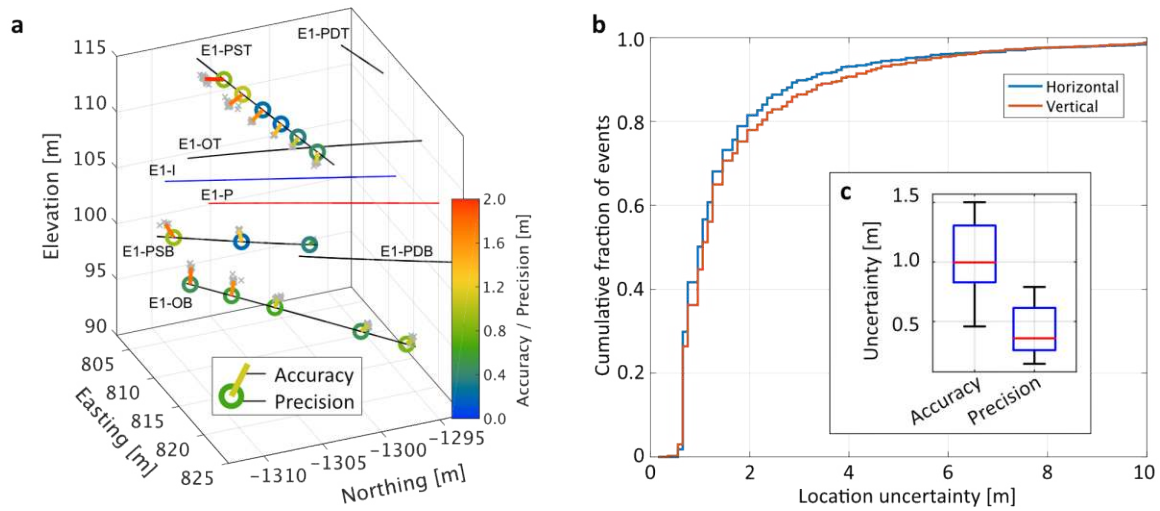 a
115
110
105
100
95
90
Elevation [m]
E1-PST
E1-PDT
E1-OT
E1-I
E1-P
E1-PSB
E1-PDB
E1-OB
805
810
815
820
825
Easting [m]
−1310
−1305
−1300
−1295
Northing [m]
Accuracy
Precision
2.0
1.6
1.2
0.8
0.4
0.0
Accuracy / Precision [m]
b
1.0
0.8
0.6
0.4
0.2
0
Cumulative fraction of events
0 2 4 6 8 10
Location uncertainty [m]
Horizontal
Vertical
c
1.5
1.0
0.5
Uncertainty [m]
Accuracy
Precision